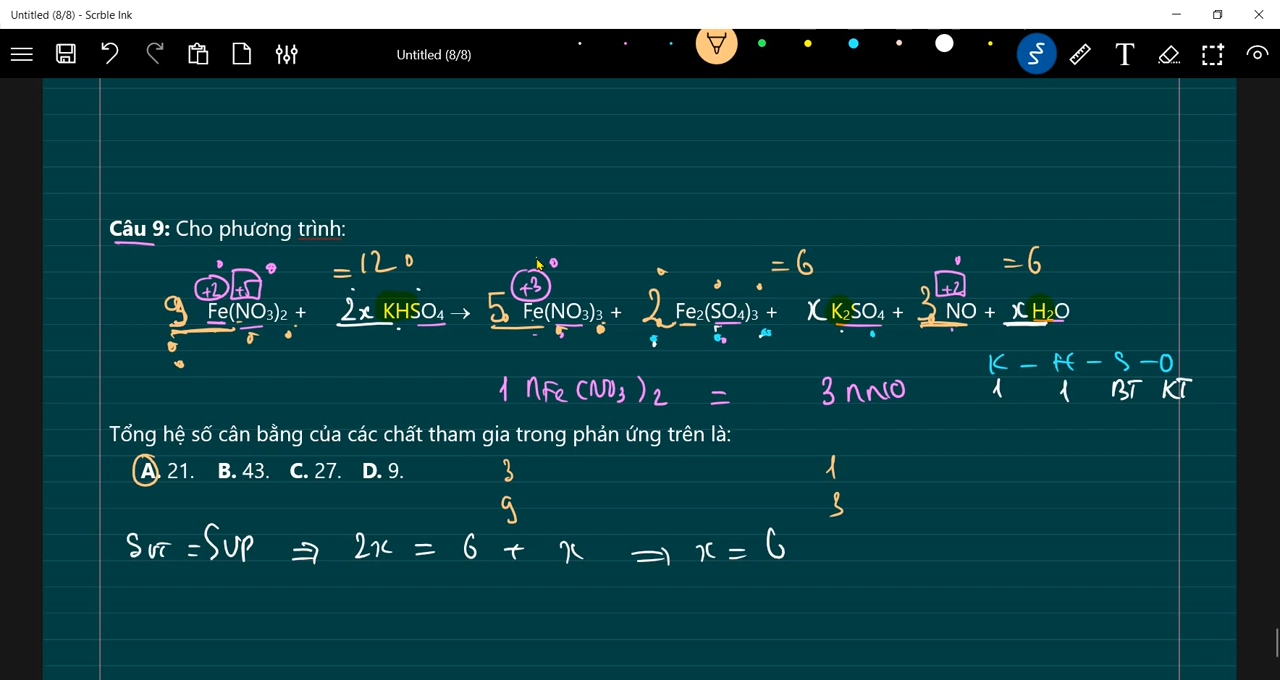 Untitled (8/8) - Scrble Ink
Untitled (8/8)
T
Câu 9: Cho phương trình:
= 12 = 6 = 6
+2 +5 +3 +2
9 Fe(NO₃)₂ + 2x KHSO₄ → 5 Fe(NO₃)₃ + 2 Fe₂(SO₄)₃ + x K₂SO₄ + 3 NO + x H₂O
K - H - S - O
1 1 BT KT
1 nFe(NO₃)₂ = 3 nNO
Tổng hệ số cân bằng của các chất tham gia trong phản ứng trên là:
A. 21. B. 43. C. 27. D. 9.
3 1
9 3
SVT = SVP ⇒ 2x = 6 + x ⇒ x = 6